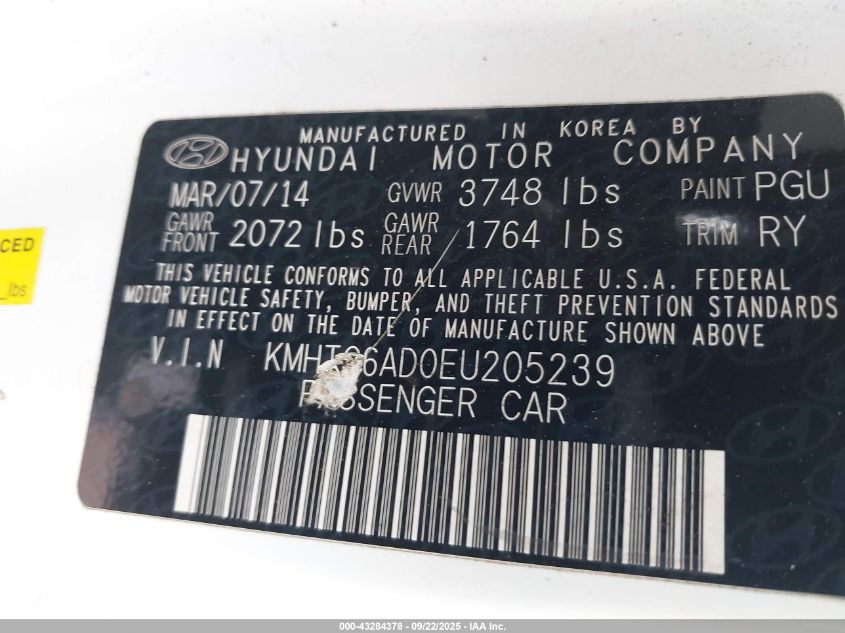 MANUFACTURED IN KOREA BY
HYUNDAI MOTOR COMPANY
MAR/07/14 GVWR 3748 lbs PAINT PGU
GAWR FRONT 2072 lbs GAWR REAR 1764 lbs TRIM RY
THIS VEHICLE CONFORMS TO ALL APPLICABLE U.S.A. FEDERAL
MOTOR VEHICLE SAFETY, BUMPER, AND THEFT PREVENTION STANDARDS
IN EFFECT ON THE DATE OF MANUFACTURE SHOWN ABOVE
V.I.N
PASSENGER CAR
CED
lbs
000-43284378 - 09/22/2025 - IAA Inc.